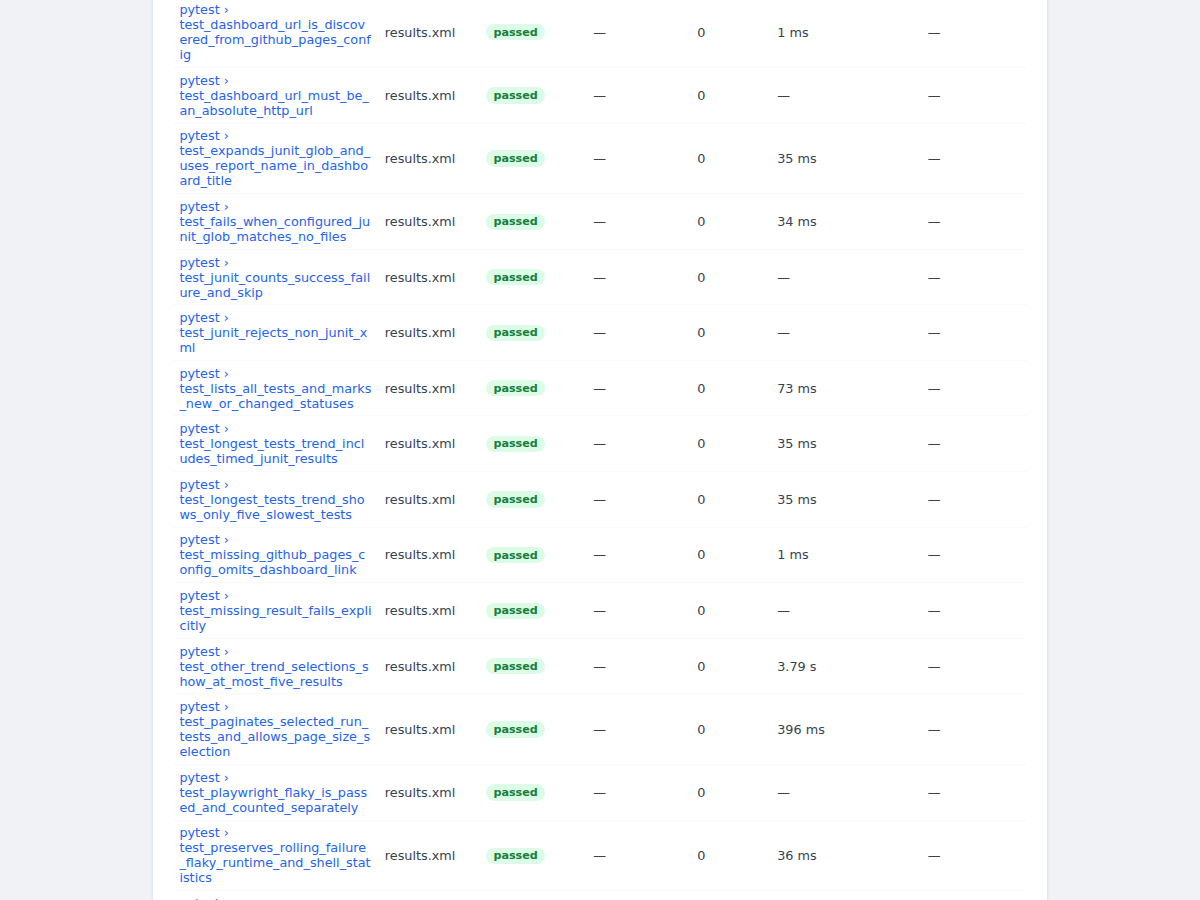 pytest ›
test_dashboard_url_is_discov
ered_from_github_pages_conf
ig
results.xml passed — 0 1 ms —
pytest ›
test_dashboard_url_must_be_
an_absolute_http_url
results.xml passed — 0 — —
pytest ›
test_expands_junit_glob_and_
uses_report_name_in_dashbo
ard_title
results.xml passed — 0 35 ms —
pytest ›
test_fails_when_configured_ju
nit_glob_matches_no_files
results.xml passed — 0 34 ms —
pytest ›
test_junit_counts_success_fail
ure_and_skip
results.xml passed — 0 — —
pytest ›
test_junit_rejects_non_junit_x
ml
results.xml passed — 0 — —
pytest ›
test_lists_all_tests_and_marks
_new_or_changed_statuses
results.xml passed — 0 73 ms —
pytest ›
test_longest_tests_trend_incl
udes_timed_junit_results
results.xml passed — 0 35 ms —
pytest ›
test_longest_tests_trend_sho
ws_only_five_slowest_tests
results.xml passed — 0 35 ms —
pytest ›
test_missing_github_pages_c
onfig_omits_dashboard_link
results.xml passed — 0 1 ms —
pytest ›
test_missing_result_fails_expli
citly
results.xml passed — 0 — —
pytest ›
test_other_trend_selections_s
how_at_most_five_results
results.xml passed — 0 3.79 s —
pytest ›
test_paginates_selected_run_
tests_and_allows_page_size_s
election
results.xml passed — 0 396 ms —
pytest ›
test_playwright_flaky_is_pass
ed_and_counted_separately
results.xml passed — 0 — —
pytest ›
test_preserves_rolling_failure
_flaky_runtime_and_shell_stat
istics
results.xml passed — 0 36 ms —